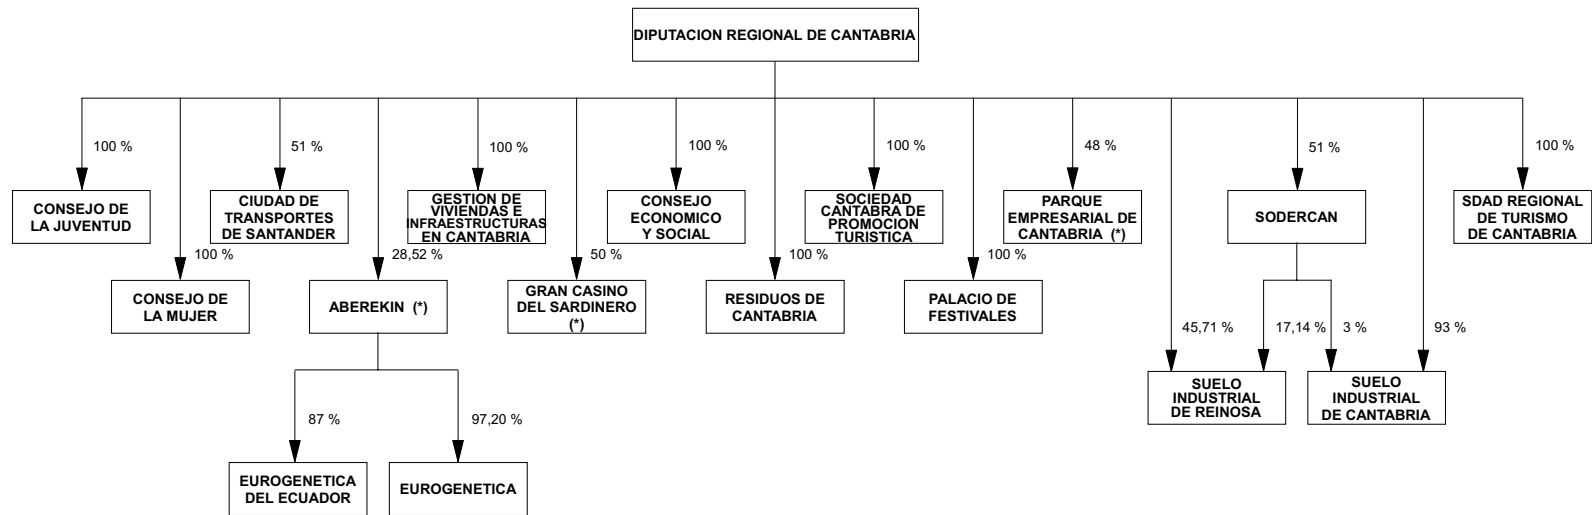 DIPUTACION REGIONAL DE CANTABRIA
100 %
51 %
100 %
100 %
100 %
48 %
51 %
100 %
CONSEJO DE
LA JUVENTUD
CIUDAD DE
TRANSPORTES
DE SANTANDER
GESTION DE
VIVIENDAS E
INFRAESTRUCTURAS
EN CANTABRIA
CONSEJO
ECONOMICO
Y SOCIAL
SOCIEDAD
CANTABRA DE
PROMOCION
TURISTICA
PARQUE
EMPRESARIAL DE
CANTABRIA (*)
SODERCAN
SDAD REGIONAL
DE TURISMO
DE CANTABRIA
100 %
28,52 %
50 %
100 %
100 %
CONSEJO DE
LA MUJER
ABEREKIN (*)
GRAN CASINO
DEL SARDINERO
(*)
RESIDUOS DE
CANTABRIA
PALACIO DE
FESTIVALES
45,71 %
17,14 %
3 %
93 %
SUELO
INDUSTRIAL
DE REINOSA
SUELO
INDUSTRIAL
DE CANTABRIA
87 %
97,20 %
EUROGENETICA
DEL ECUADOR
EUROGENETICA